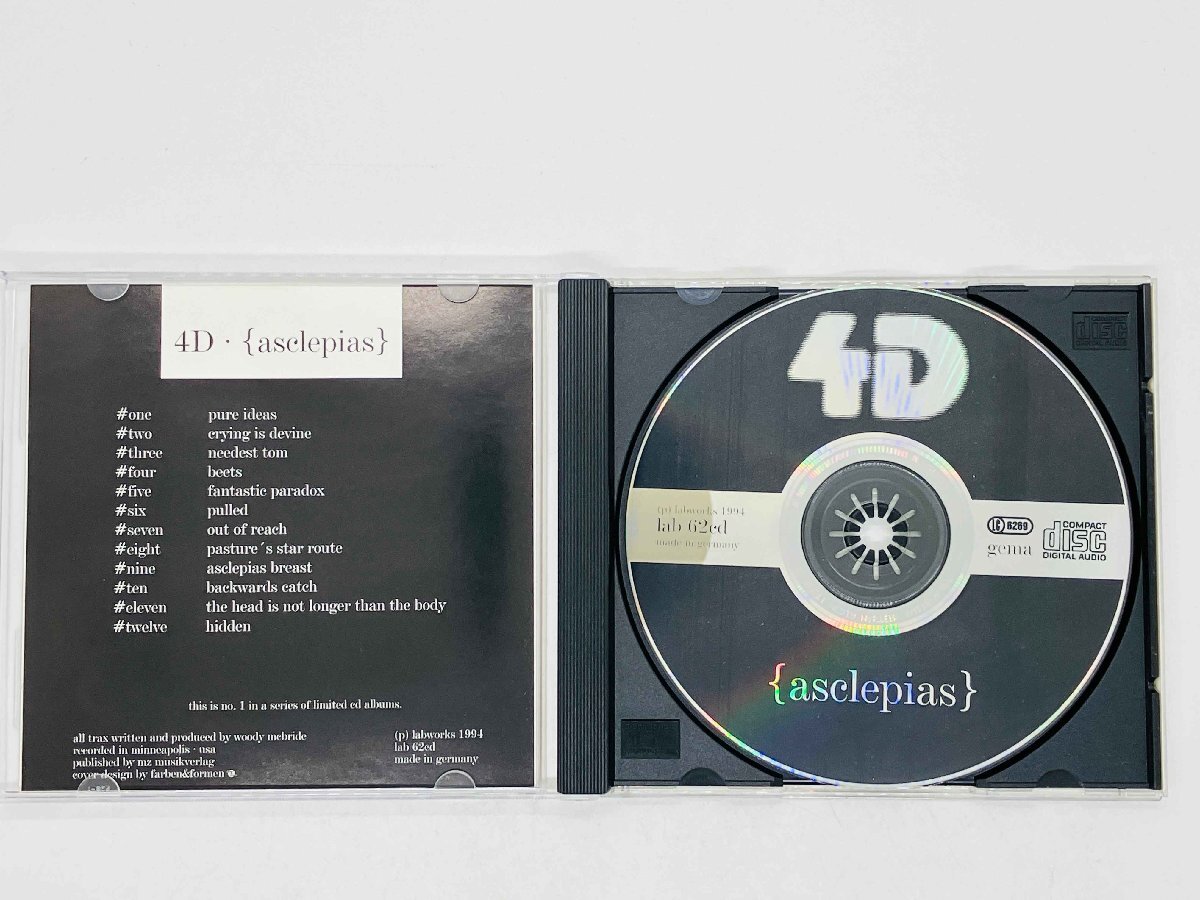 4D · {asclepias}
#one pure ideas
#two crying is devine
#three needest tom
#four beets
#five fantastic paradox
#six pulled
#seven out of reach
#eight pasture´s star route
#nine asclepias breast
#ten backwards catch
#eleven the head is not longer than the body
#twelve hidden
this is no. 1 in a series of limited cd albums.
all trax written and produced by woody mcbride
recorded in minneapolis · usa
published by mz musikverlag
cover design by farben&formen
(p) labworks 1994
lab 62cd
made in germany
4D
(p) labworks 1994
lab 62cd
made in germany
LC 6269
gema
COMPACT
disc
DIGITAL AUDIO
{asclepias}
COMPACT
disc
DIGITAL AUDIO